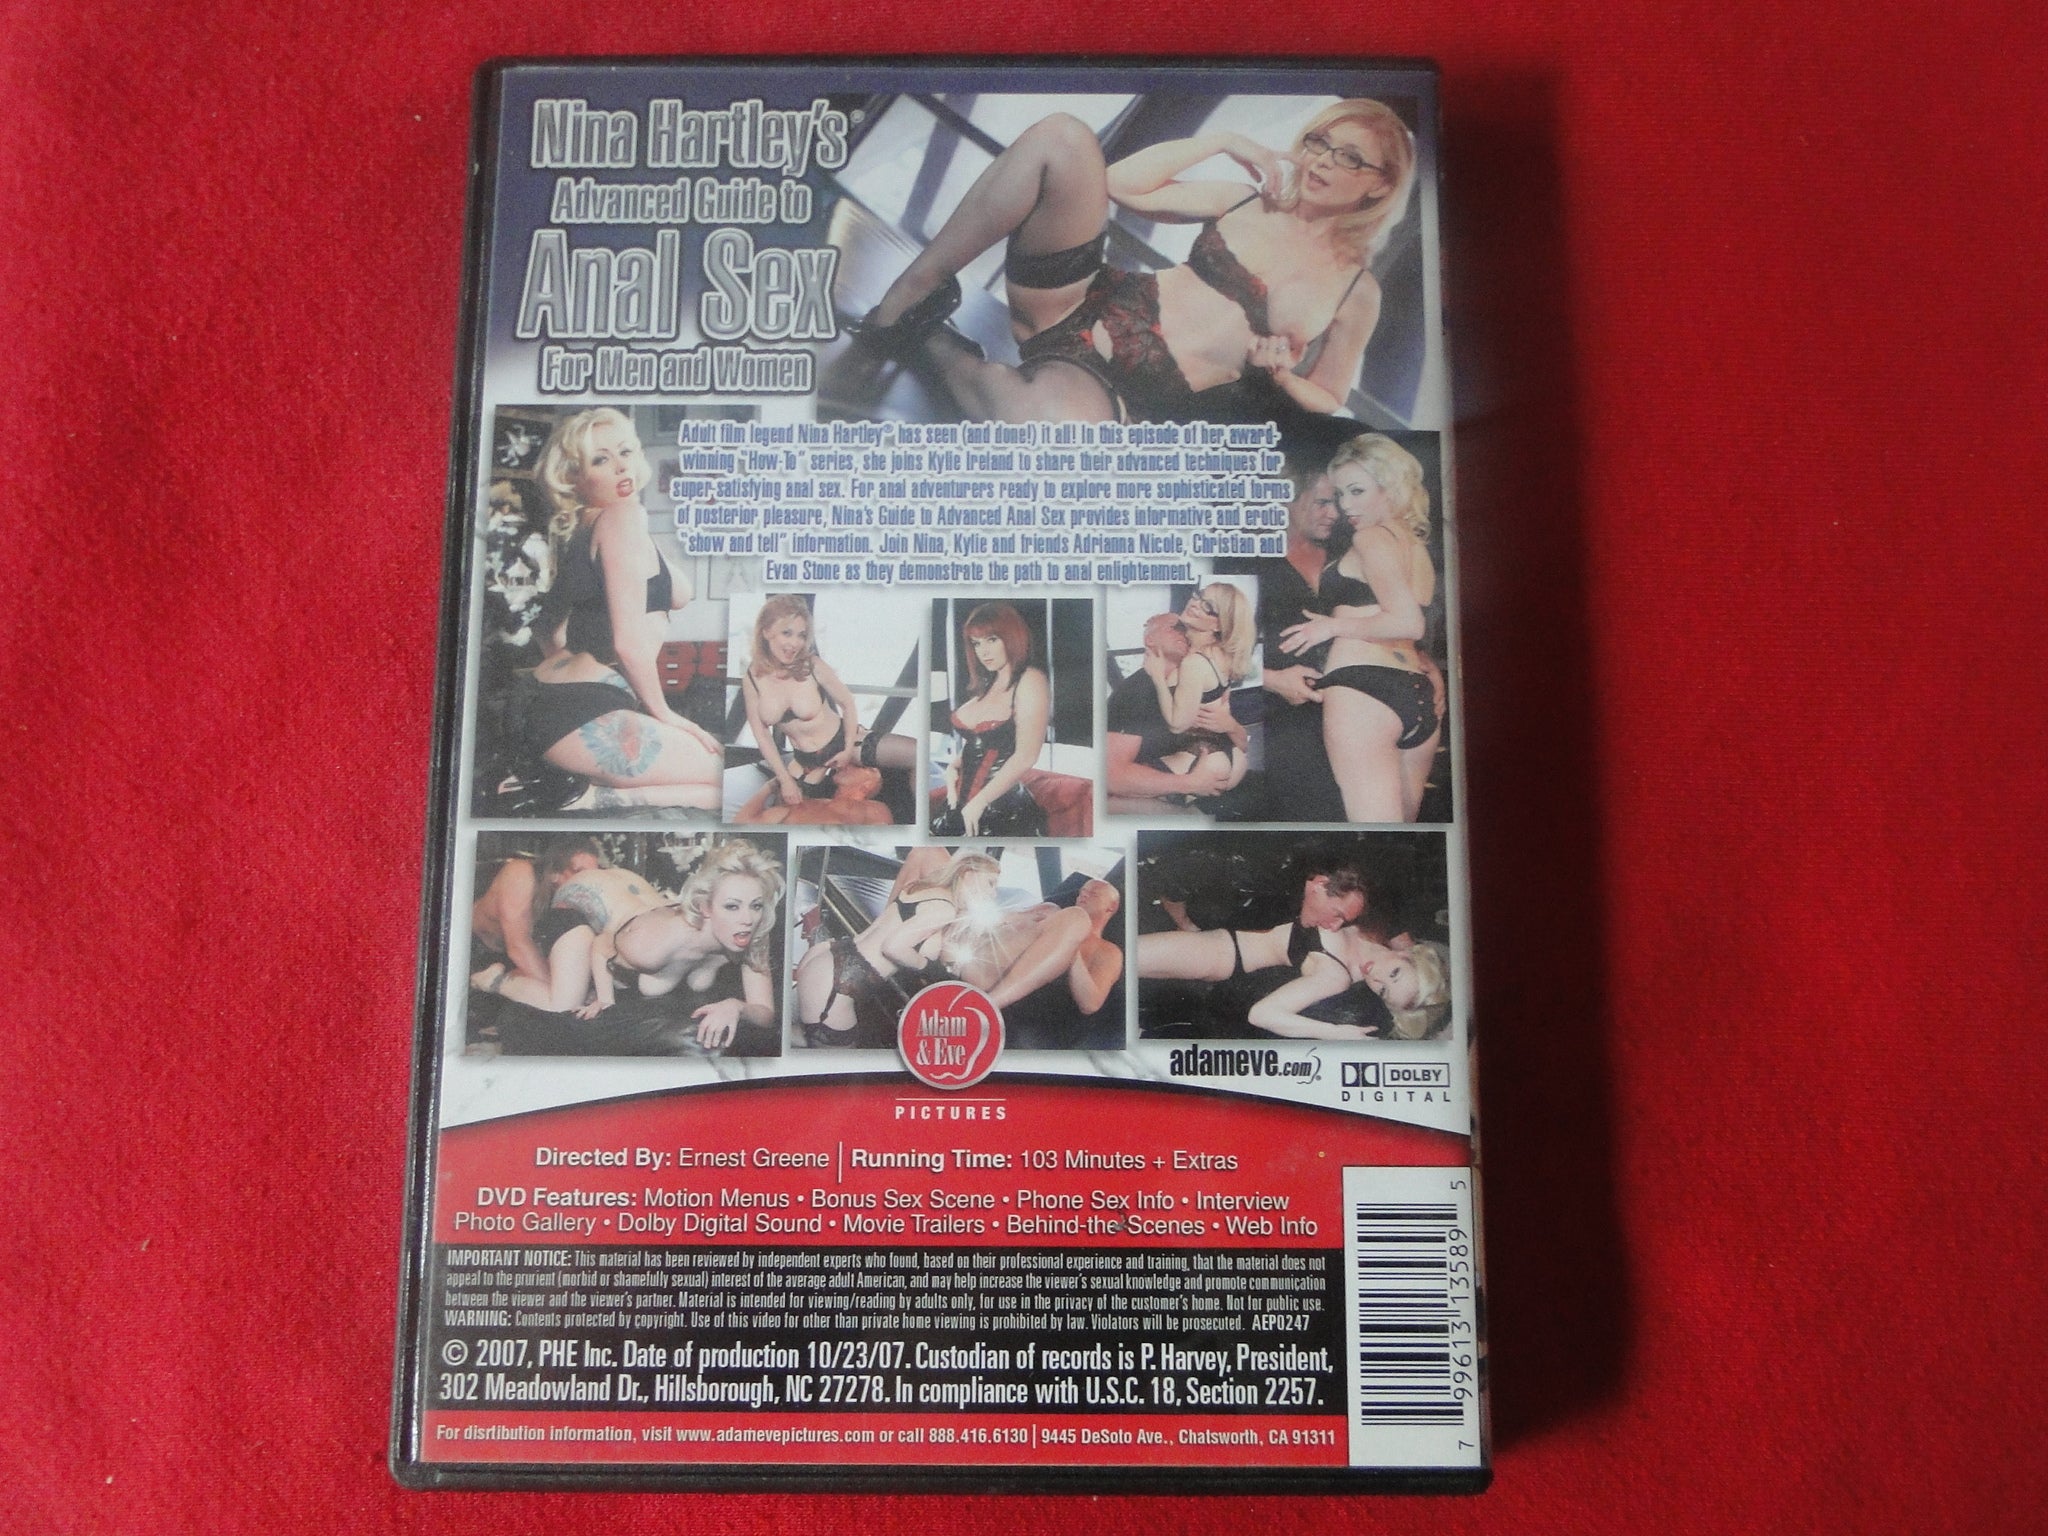 Nina Hartley's®
Advanced Guide to
Anal Sex
For Men and Women
Adult film legend Nina Hartley® has seen (and done!) it all! In this episode of her award-
winning "How-To" series, she joins Kylie Ireland to share their advanced techniques for
super-satisfying anal sex. For anal adventurers ready to explore more sophisticated forms
of posterior pleasure, Nina's Guide to Advanced Anal Sex provides informative and erotic
"show and tell" information. Join Nina, Kylie and friends Adrianna Nicole, Christian and
Evan Stone as they demonstrate the path to anal enlightenment.
Adam
& Eve
PICTURES
adameve.com®
DOLBY
DIGITAL
Directed By: Ernest Greene | Running Time: 103 Minutes + Extras
DVD Features: Motion Menus • Bonus Sex Scene • Phone Sex Info • Interview
Photo Gallery • Dolby Digital Sound • Movie Trailers • Behind-the-Scenes • Web Info
IMPORTANT NOTICE: This material has been reviewed by independent experts who found, based on their professional experience and training, that the material does not
appeal to the prurient (morbid or shamefully sexual) interest of the average adult American, and may help increase the viewer's sexual knowledge and promote communication
between the viewer and the viewer's partner. Material is intended for viewing/reading by adults only, for use in the privacy of the customer's home. Not for public use.
WARNING: Contents protected by copyright. Use of this video for other than private home viewing is prohibited by law. Violators will be prosecuted. AEP0247
© 2007, PHE Inc. Date of production 10/23/07. Custodian of records is P. Harvey, President,
302 Meadowland Dr., Hillsborough, NC 27278. In compliance with U.S.C. 18, Section 2257.
For disrtibution information, visit www.adamevepictures.com or call 888.416.6130 | 9445 DeSoto Ave., Chatsworth, CA 91311
7 99613 13589 5